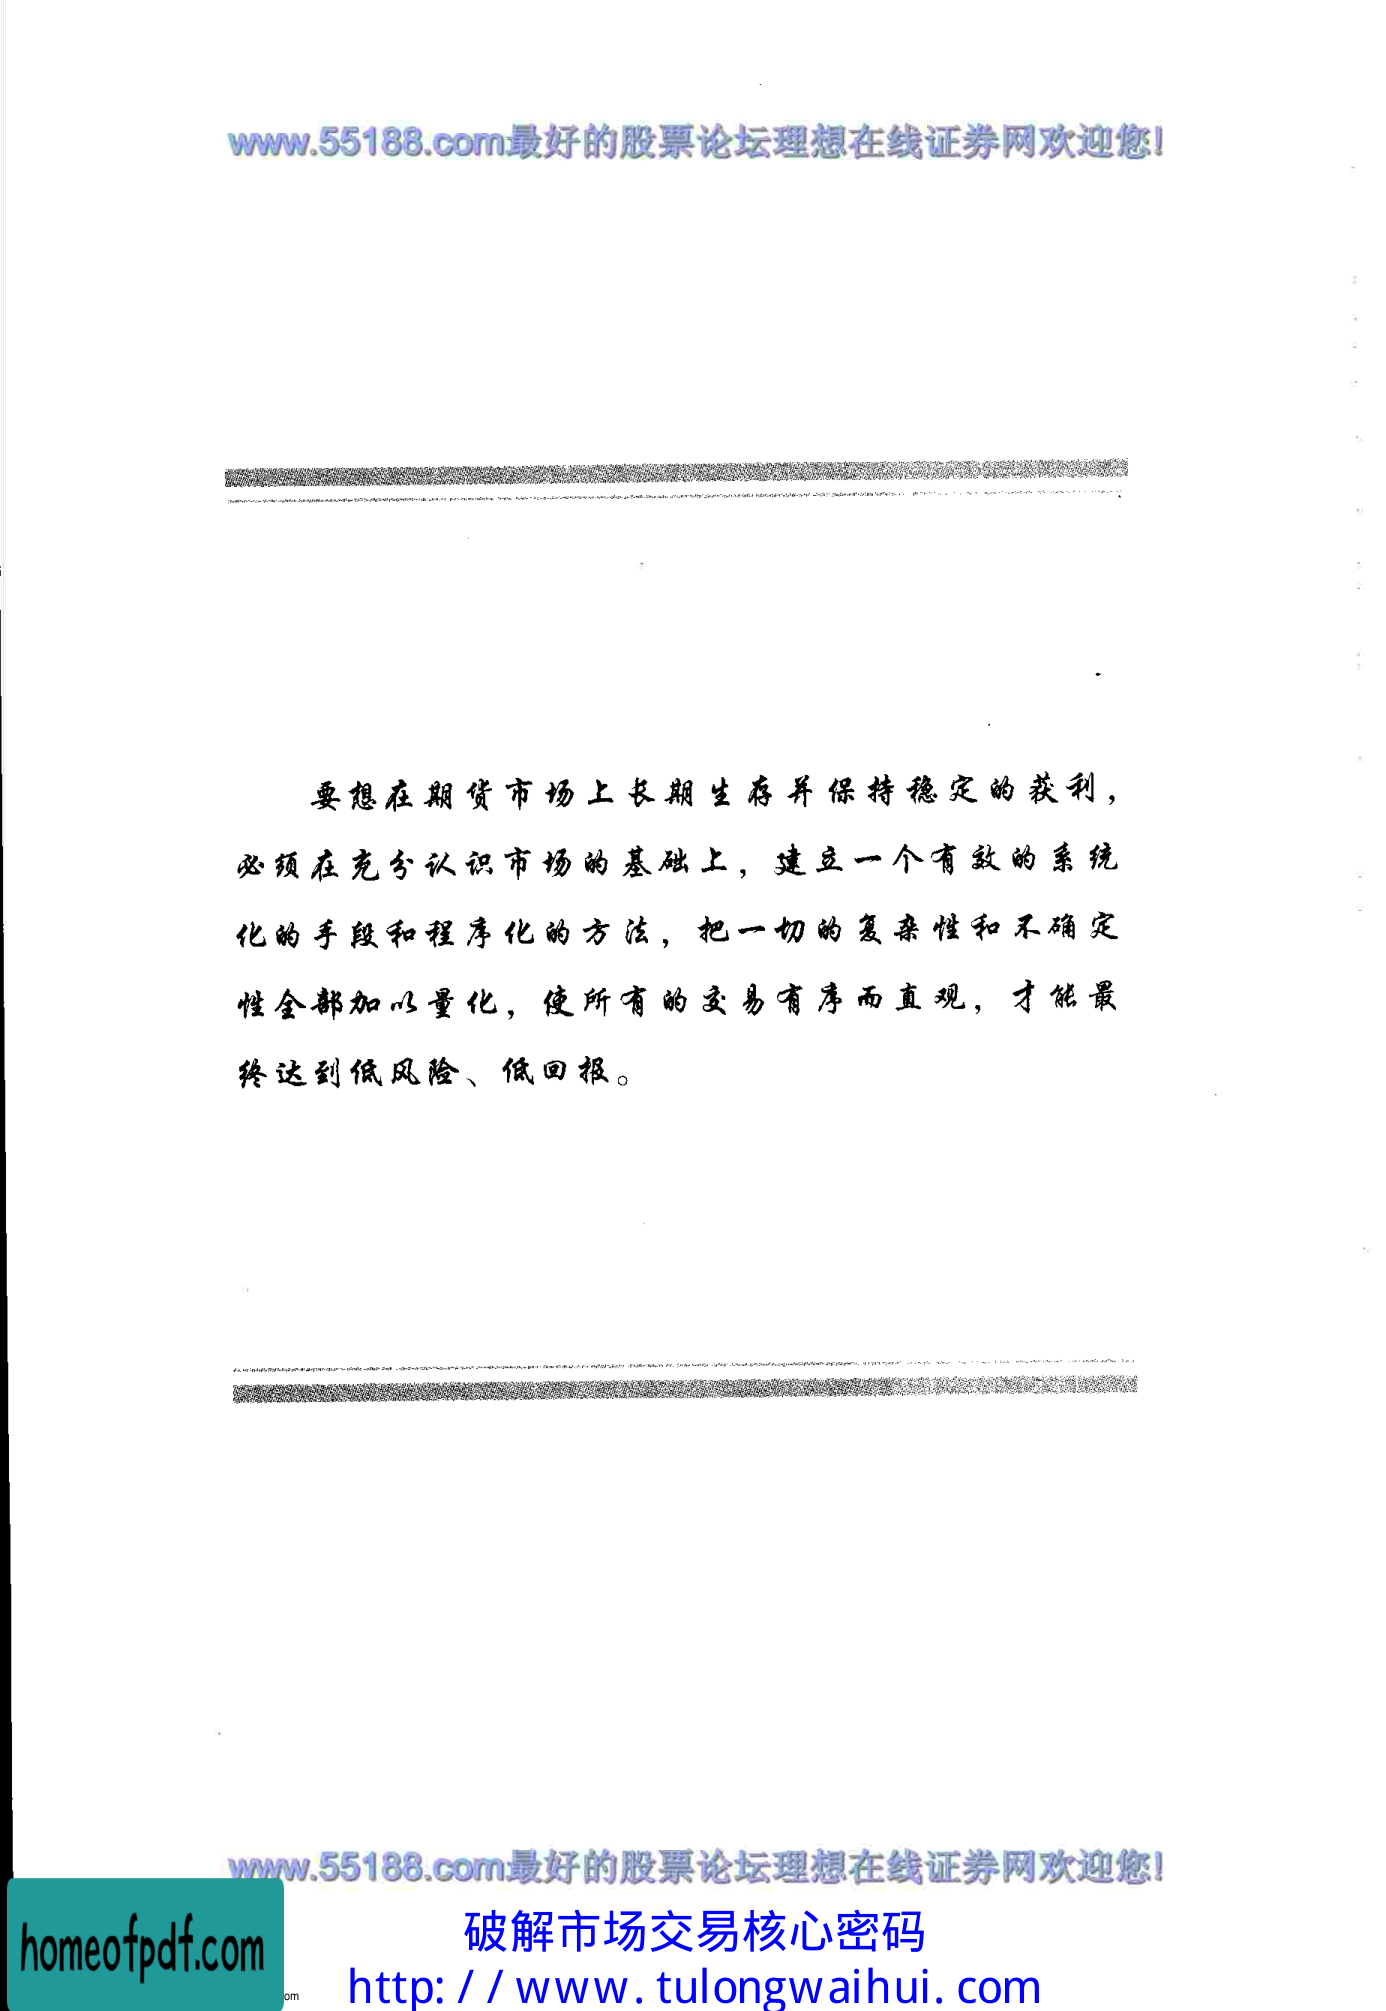 www.55188.com最好的股票论坛理想在线证券网欢迎您!
要想在期货市场上长期生存并保持稳定的获利，
必须在充分认识市场的基础上，建立一个有效的系统
化的手段和程序化的方法，把一切的复杂性和不确定
性全部加以量化，使所有的交易有序而直观，才能最
终达到低风险、低回报。
www.55188.com最好的股票论坛理想在线证券网欢迎您!
破解市场交易核心密码
homeofpdf.com
http://www.tulongwaihui.com
om